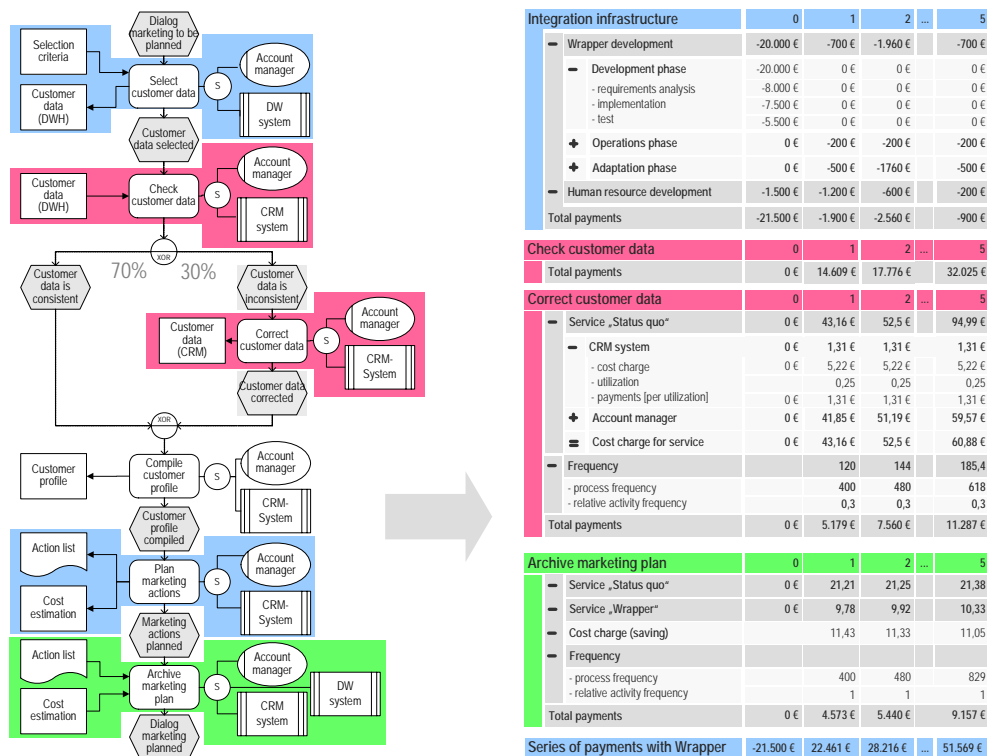 Dialog
marketing to be
planned
Selection
criteria
Account
manager
Select
customer data
S
Customer
data
(DWH)
DW
system
Customer
data selected
Customer
data
(DWH)
Check
customer data
S
Account
manager
CRM
system
XOR
70% 30%
Customer
data is
consistent
Customer
data is
inconsistent
Customer
data
(CRM)
Correct
customer data
S
Account
manager
CRM-
System
Customer data
corrected
XOR
Customer
profile
Compile
customer
profile
S
Account
manager
CRM-
System
Customer
profile
compiled
Action list
Cost
estimation
Plan
marketing
actions
S
Account
manager
CRM-
System
Marketing
actions
planned
Action list
Cost
estimation
Archive
marketing
plan
S
Account
manager
DW
system
CRM
system
Dialog
marketing
planned
Integration infrastructure 0 1 2 ... 5
Wrapper development -20.000 € -700 € -1.960 € -700 €
Development phase -20.000 € 0 € 0 € 0 €
- requirements analysis -8.000 € 0 € 0 € 0 €
- implementation -7.500 € 0 € 0 € 0 €
- test -5.500 € 0 € 0 € 0 €
Operations phase 0 € -200 € -200 € -200 €
Adaptation phase 0 € -500 € -1760 € -500 €
Human resource development -1.500 € -1.200 € -600 € -200 €
Total payments -21.500 € -1.900 € -2.560 € -900 €
Check customer data 0 1 2 ... 5
Total payments 0 € 14.609 € 17.776 € 32.025 €
Correct customer data 0 1 2 ... 5
Service „Status quo“ 0 € 43,16 € 52,5 € 94,99 €
CRM system 0 € 1,31 € 1,31 € 1,31 €
- cost charge 0 € 5,22 € 5,22 € 5,22 €
- utilization 0,25 0,25 0,25
- payments [per utilization] 0 € 1,31 € 1,31 € 1,31 €
Account manager 0 € 41,85 € 51,19 € 59,57 €
Cost charge for service 0 € 43,16 € 52,5 € 60,88 €
Frequency 120 144 185,4
- process frequency 400 480 618
- relative activity frequency 0,3 0,3 0,3
Total payments 0 € 5.179 € 7.560 € 11.287 €
Archive marketing plan 0 1 2 ... 5
Service „Status quo“ 0 € 21,21 21,25 21,38
Service „Wrapper“ 0 € 9,78 9,92 10,33
Cost charge (saving) 11,43 11,33 11,05
Frequency
- process frequency 400 480 829
- relative activity frequency 1 1 1
Total payments 0 € 4.573 € 5.440 € 9.157 €
Series of payments with Wrapper -21.500 € 22.461 € 28.216 € ... 51.569 €